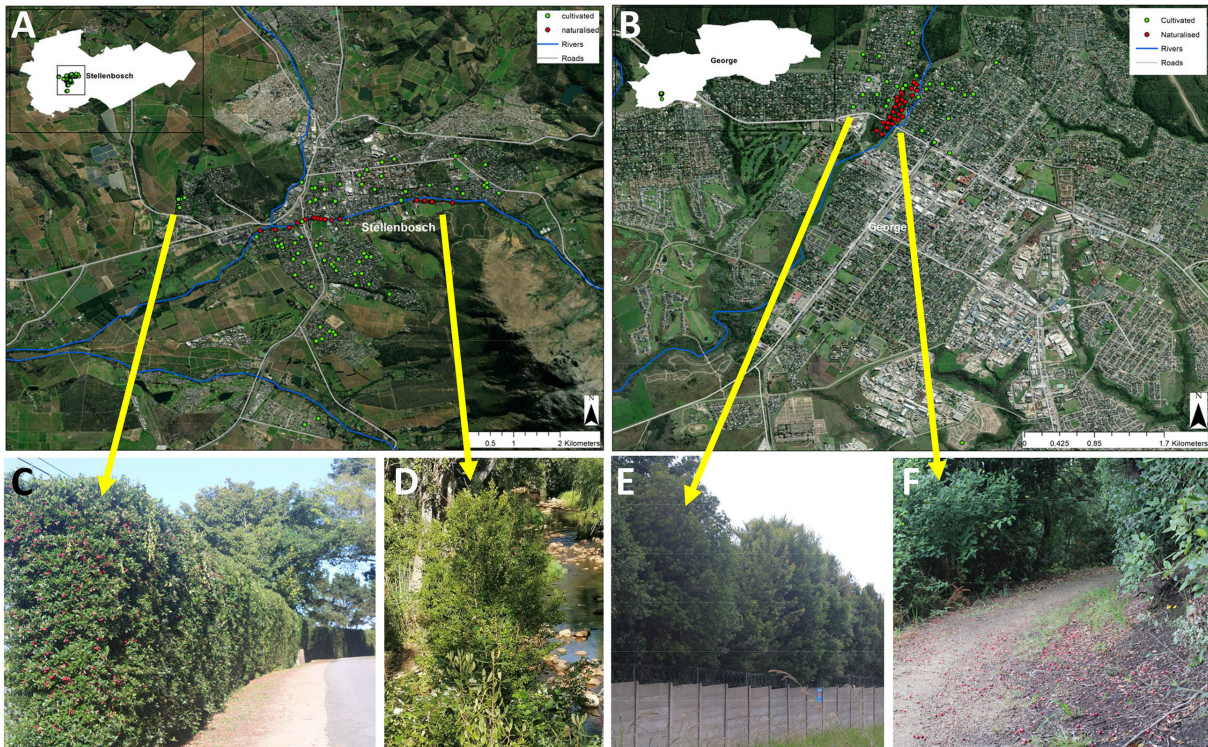 A
cultivated
naturalised
Rivers
Roads
Stellenbosch
Stellenbosch
N
0.5 1 2 Kilometers
B
Cultivated
Naturalised
Rivers
Roads
George
George
N
0 0.425 0.85 1.7 Kilometers
C
D
E
F